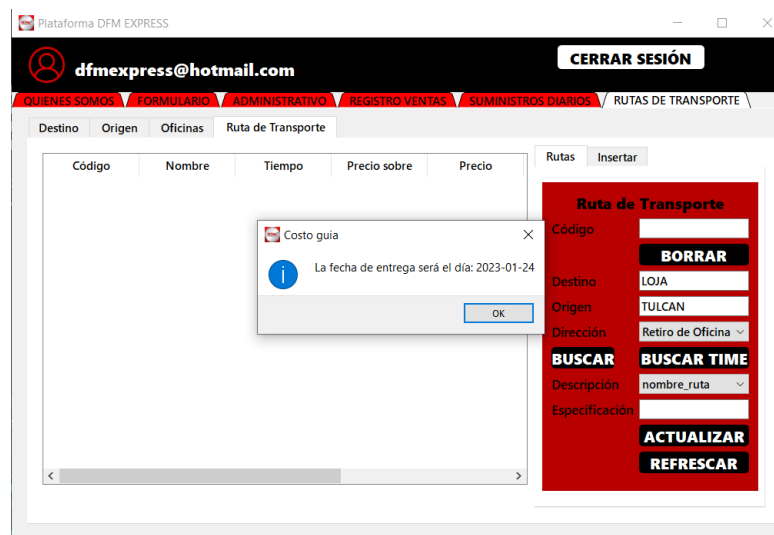 Plataforma DFM EXPRESS
dfmexpress@hotmail.com
CERRAR SESIÓN
QUIENES SOMOS FORMULARIO ADMINISTRATIVO REGISTRO VENTAS SUMINISTROS DIARIOS RUTAS DE TRANSPORTE
Destino Origen Oficinas Ruta de Transporte
Código Nombre Tiempo Precio sobre Precio
Costo guia
La fecha de entrega será el día: 2023-01-24
OK
Rutas Insertar
Ruta de Transporte
Código
BORRAR
Destino LOJA
Origen TULCAN
Dirección Retiro de Oficina
BUSCAR BUSCAR TIME
Descripción nombre_ruta
Especificación
ACTUALIZAR
REFRESCAR